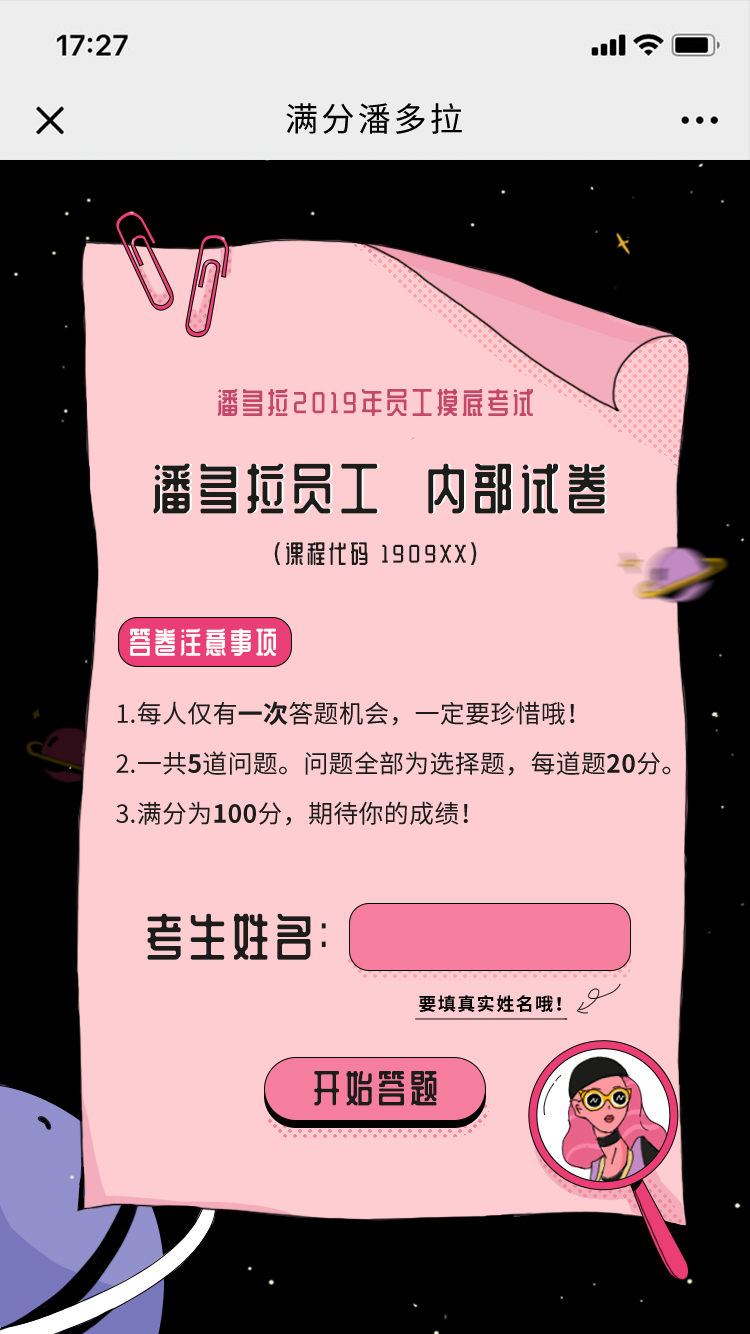 17:27
满分潘多拉
潘多拉2019年员工摸底考试
潘多拉员工 内部试卷
(课程代码 1909XX)
答卷注意事项
1.每人仅有一次答题机会，一定要珍惜哦！
2.一共5道问题。问题全部为选择题，每道题20分。
3.满分为100分，期待你的成绩！
考生姓名：
要填真实姓名哦！
开始答题